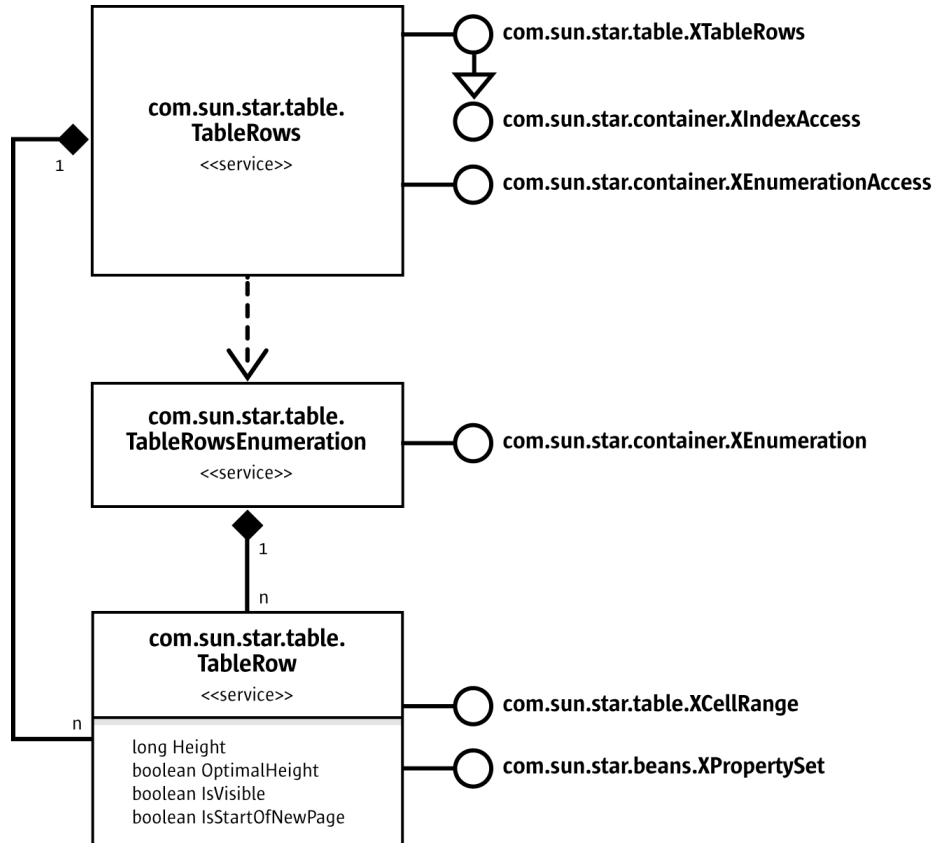 com.sun.star.table.XTableRows
com.sun.star.table.
TableRows
<<service>>
com.sun.star.container.XIndexAccess
1
com.sun.star.container.XEnumerationAccess
com.sun.star.table.
TableRowsEnumeration
<<service>>
com.sun.star.container.XEnumeration
1
n
com.sun.star.table.
TableRow
<<service>>
com.sun.star.table.XCellRange
n
long Height
boolean OptimalHeight
boolean IsVisible
boolean IsStartOfNewPage
com.sun.star.beans.XPropertySet